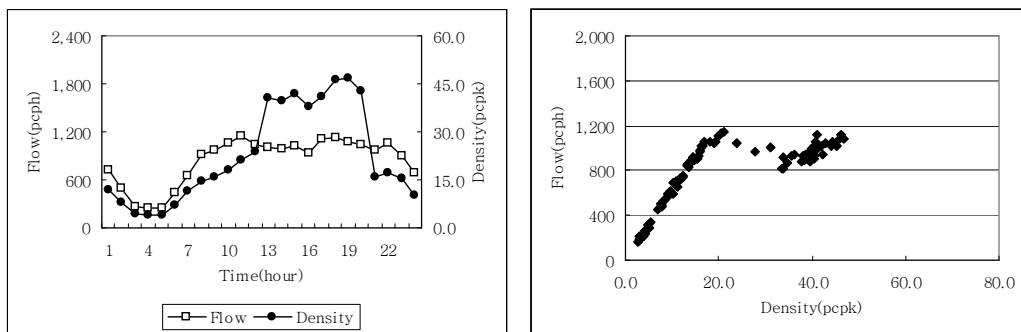 Flow(pcph)
2,400
1,800
1,200
600
0
60.0
45.0
30.0
15.0
0.0
Density(pcpk)
1 4 7 10 13 16 19 22
Time(hour)
Flow Density
Flow(pcph)
2,000
1,600
1,200
800
400
0
0.0 20.0 40.0 60.0 80.0
Density(pcpk)